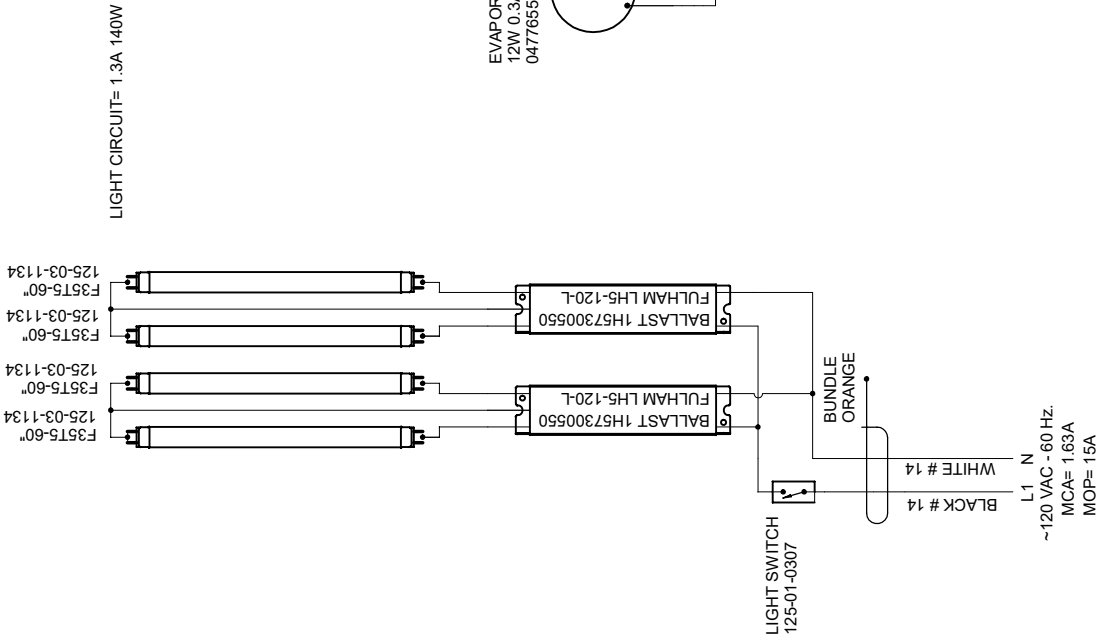 LIGHT CIRCUIT= 1.3A 140W
EVAPOR
12W 0.3A
0477655
F35T5-60"
125-03-1134
F35T5-60"
125-03-1134
F35T5-60"
125-03-1134
F35T5-60"
125-03-1134
BALLAST 1H57300550
FULHAM LH5-120-L
BALLAST 1H57300550
FULHAM LH5-120-L
BUNDLE
ORANGE
LIGHT SWITCH
125-01-0307
WHITE # 14
BLACK # 14
L1 N
~120 VAC - 60 Hz.
MCA= 1.63A
MOP= 15A